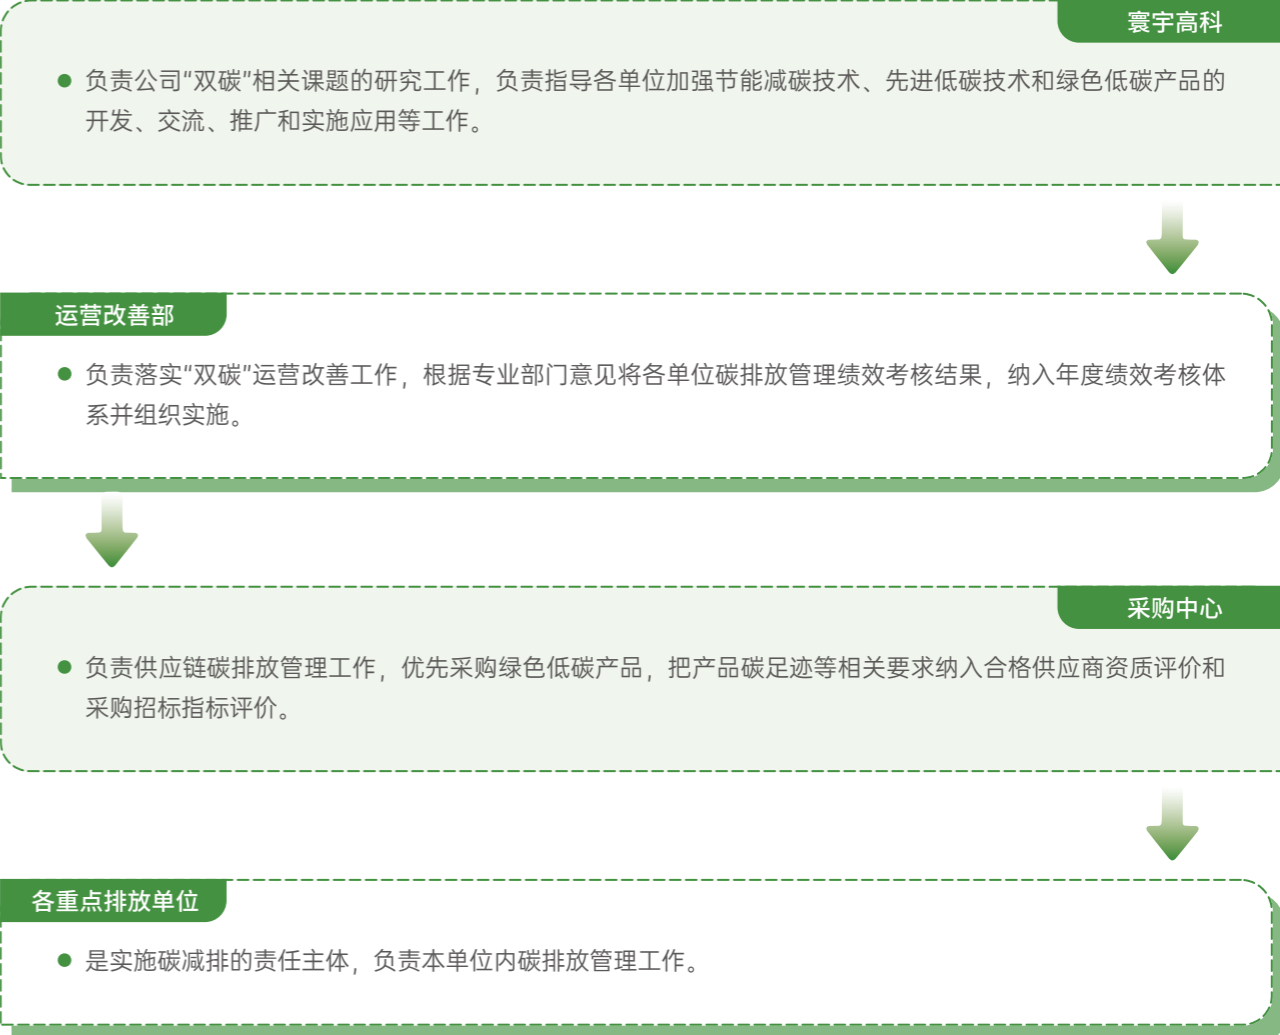 寰宇高科
负责公司“双碳”相关课题的研究工作，负责指导各单位加强节能减碳技术、先进低碳技术和绿色低碳产品的
开发、交流、推广和实施应用等工作。
运营改善部
负责落实“双碳”运营改善工作，根据专业部门意见将各单位碳排放管理绩效考核结果，纳入年度绩效考核体
系并组织实施。
采购中心
负责供应链碳排放管理工作，优先采购绿色低碳产品，把产品碳足迹等相关要求纳入合格供应商资质评价和
采购招标指标评价。
各重点排放单位
是实施碳减排的责任主体，负责本单位内碳排放管理工作。